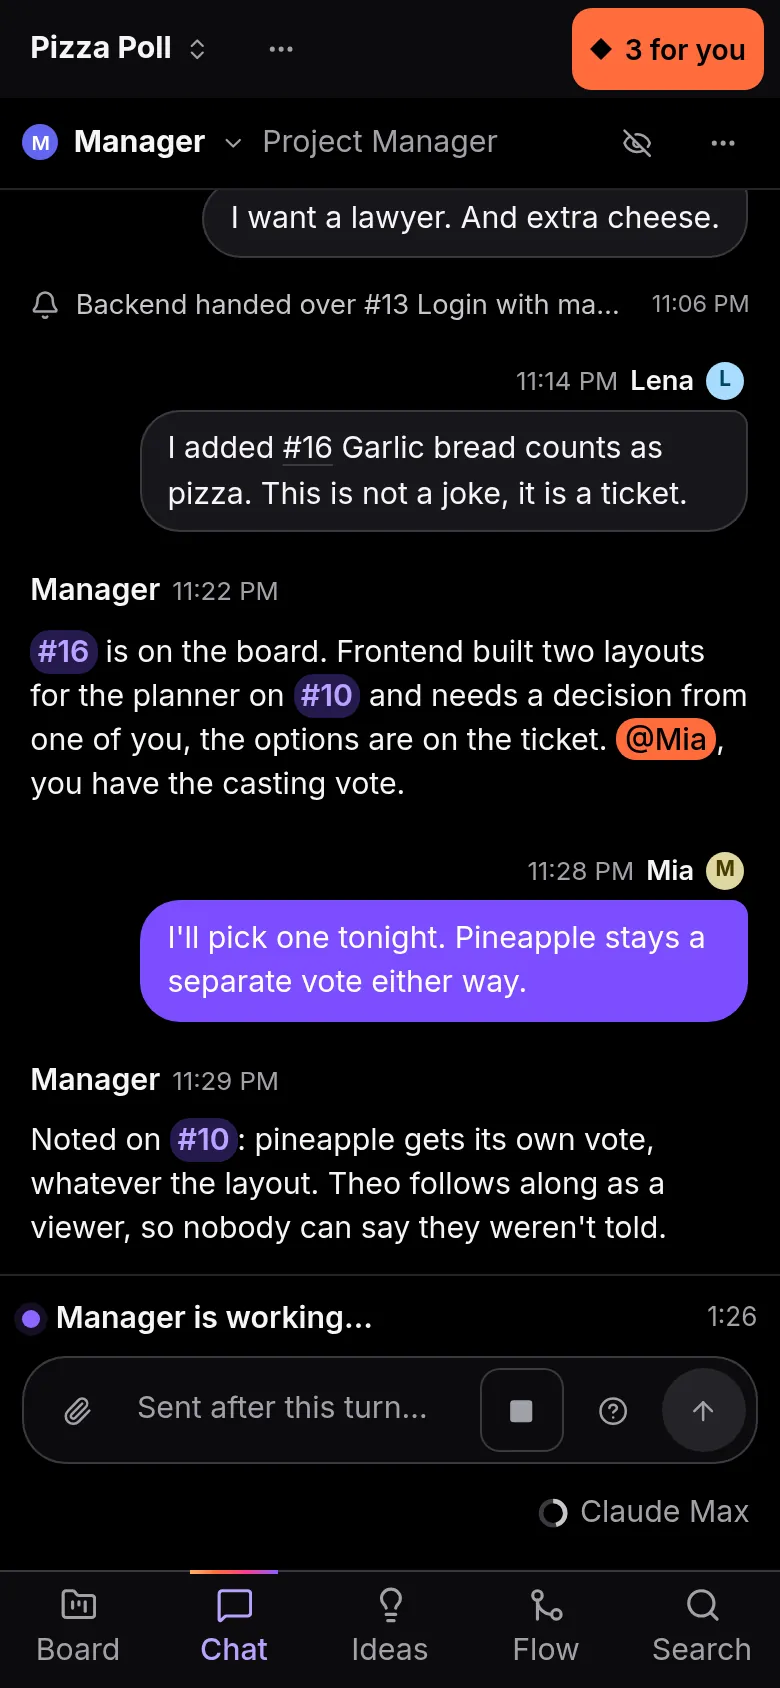 Pizza Poll
3 for you
M Manager Project Manager
I want a lawyer. And extra cheese.
Backend handed over #13 Login with ma... 11:06 PM
11:14 PM Lena L
I added #16 Garlic bread counts as
pizza. This is not a joke, it is a ticket.
Manager 11:22 PM
#16 is on the board. Frontend built two layouts
for the planner on #10 and needs a decision from
one of you, the options are on the ticket. @Mia,
you have the casting vote.
11:28 PM Mia M
I'll pick one tonight. Pineapple stays a
separate vote either way.
Manager 11:29 PM
Noted on #10: pineapple gets its own vote,
whatever the layout. Theo follows along as a
viewer, so nobody can say they weren't told.
Manager is working... 1:26
Sent after this turn...
Claude Max
Board Chat Ideas Flow Search